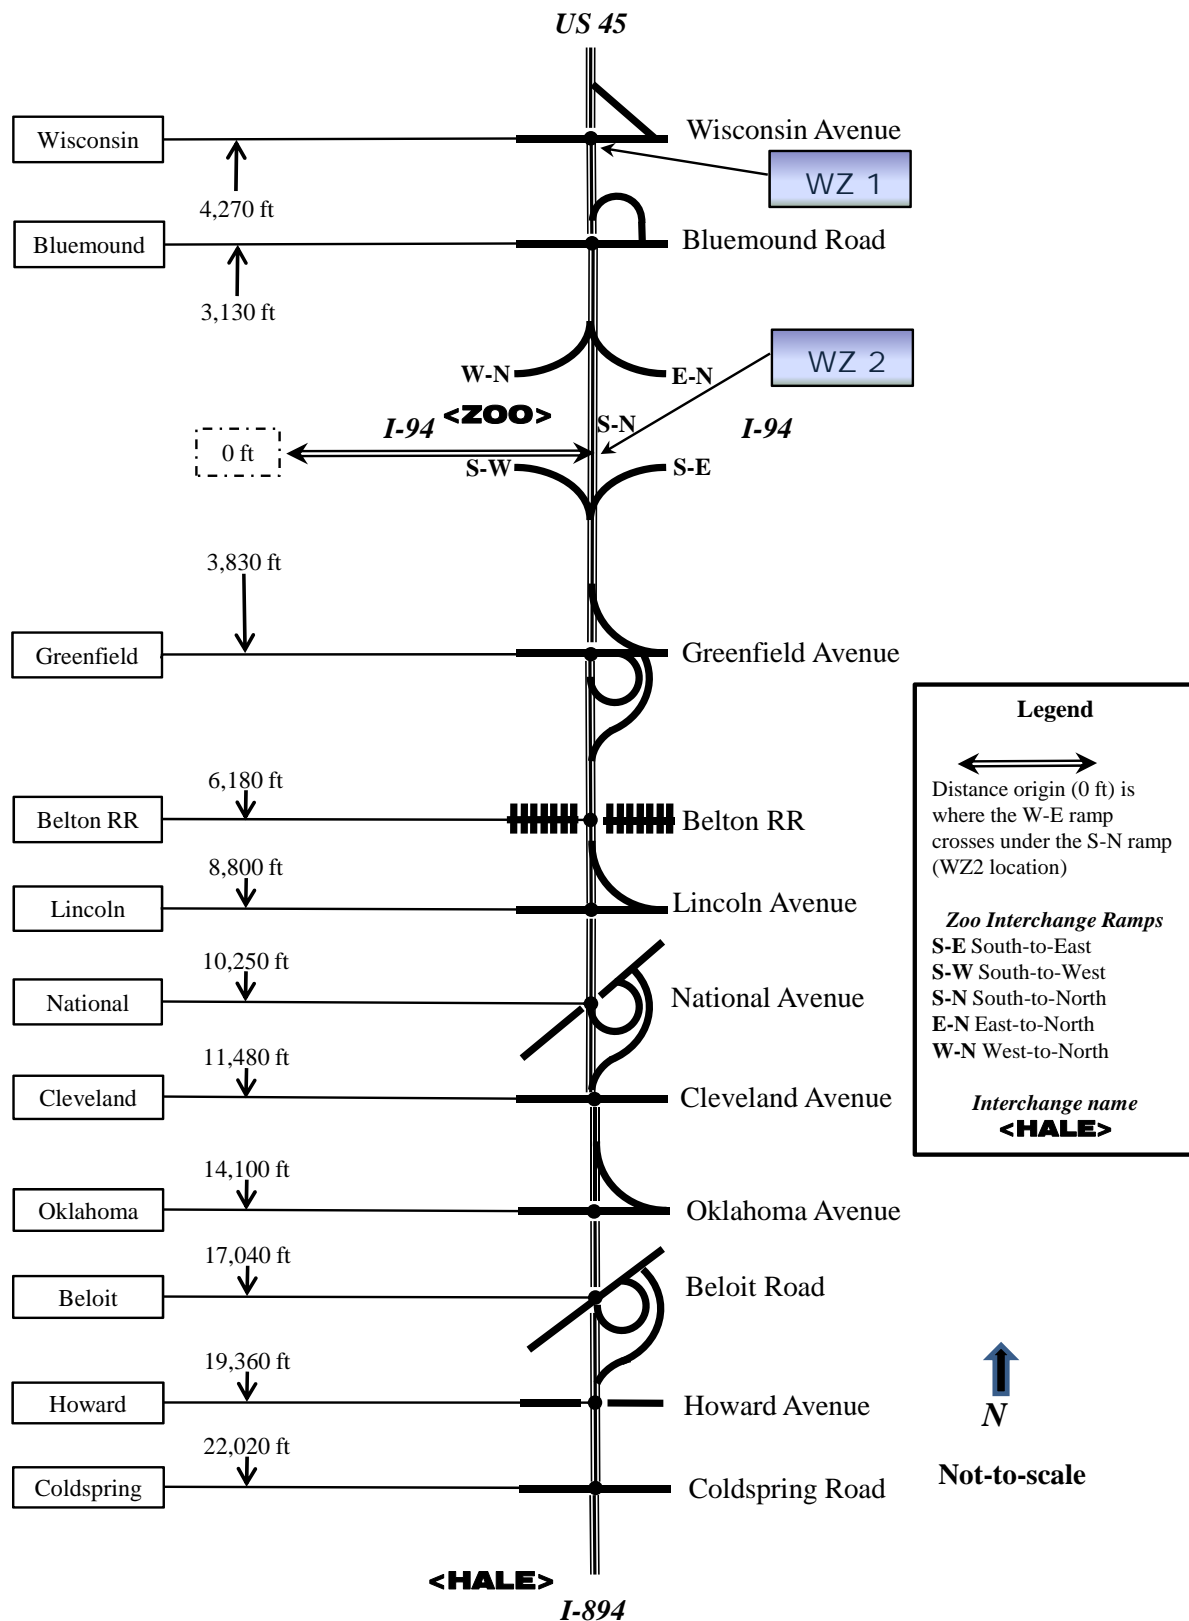 US 45
Wisconsin
Wisconsin Avenue
WZ 1
4,270 ft
Bluemound
Bluemound Road
3,130 ft
WZ 2
W-N
E-N
I-94
<ZOO>
S-N
I-94
0 ft
S-W
S-E
3,830 ft
Greenfield
Greenfield Avenue
6,180 ft
Belton RR
Belton RR
8,800 ft
Lincoln
Lincoln Avenue
10,250 ft
National
National Avenue
11,480 ft
Cleveland
Cleveland Avenue
14,100 ft
Oklahoma
Oklahoma Avenue
17,040 ft
Beloit
Beloit Road
19,360 ft
Howard
Howard Avenue
22,020 ft
Coldspring
Coldspring Road
<HALE>
I-894
Legend
Distance origin (0 ft) is
where the W-E ramp
crosses under the S-N ramp
(WZ2 location)
Zoo Interchange Ramps
S-E South-to-East
S-W South-to-West
S-N South-to-North
E-N East-to-North
W-N West-to-North
Interchange name
<HALE>
N
Not-to-scale